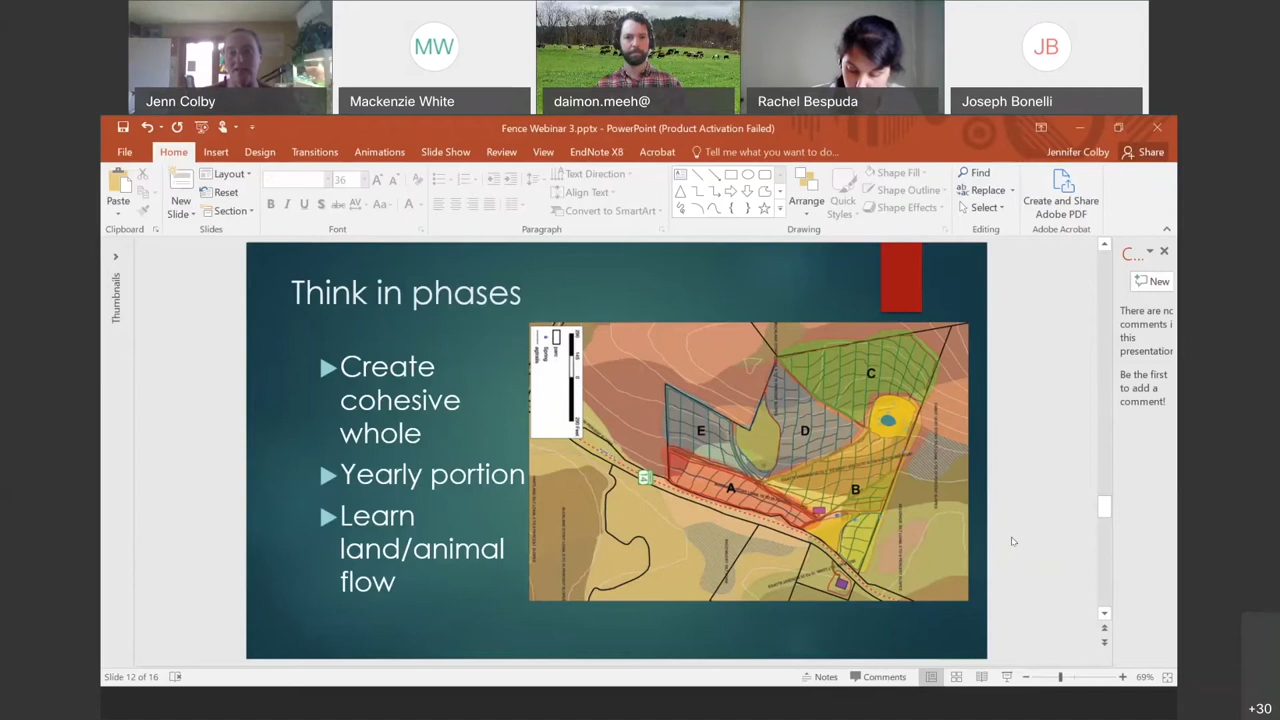 MW
JB
Jenn Colby
Mackenzie White
daimon.meeh@
Rachel Bespuda
Joseph Bonelli
Fence Webinar 3.pptx - PowerPoint (Product Activation Failed)
File
Home
Insert
Design
Transitions
Animations
Slide Show
Review
View
EndNote X8
Acrobat
Tell me what you want to do...
Jennifer Colby
Share
Paste
New
Slide
Layout
Reset
Section
36
B I U S abc AV Aa A
Text Direction
Align Text
Convert to SmartArt
Arrange
Quick
Styles
Shape Fill
Shape Outline
Shape Effects
Find
Replace
Select
Create and Share
Adobe PDF
Clipboard
Slides
Font
Paragraph
Drawing
Editing
Adobe Acrobat
Thumbnails
Think in phases
Create
cohesive
whole
Yearly portion
Learn
land/animal
flow
C
E
D
A
B
C...
New
There are no
comments i
this
presentation
Be the first
to add a
comment!
Slide 12 of 16
Notes
Comments
69%
+30